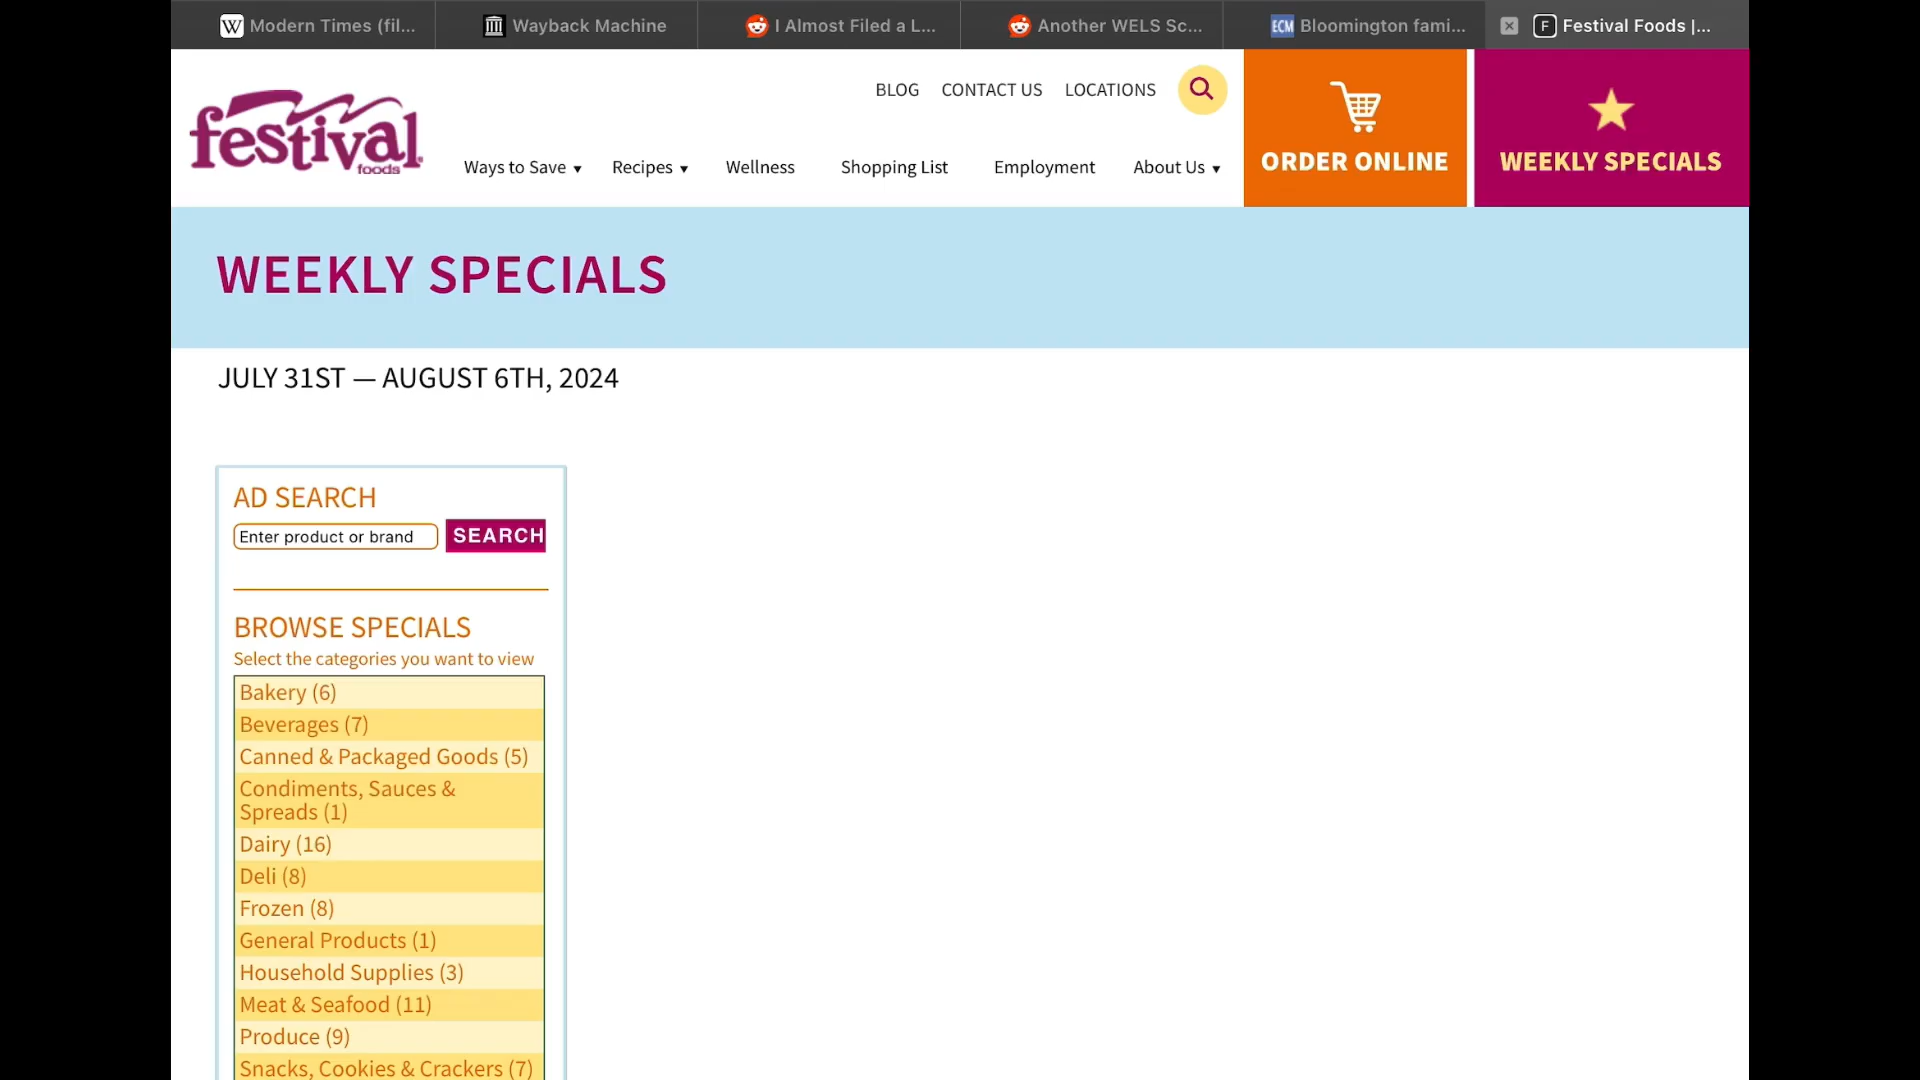 Modern Times (fil...
Wayback Machine
I Almost Filed a L...
Another WELS Sc...
ECM Bloomington fami...
F Festival Foods |...
festival foods
BLOG CONTACT US LOCATIONS
Ways to Save ▼ Recipes ▼ Wellness Shopping List Employment About Us ▼
ORDER ONLINE
WEEKLY SPECIALS
WEEKLY SPECIALS
JULY 31ST — AUGUST 6TH, 2024
AD SEARCH
Enter product or brand SEARCH
BROWSE SPECIALS
Select the categories you want to view
Bakery (6)
Beverages (7)
Canned & Packaged Goods (5)
Condiments, Sauces &
Spreads (1)
Dairy (16)
Deli (8)
Frozen (8)
General Products (1)
Household Supplies (3)
Meat & Seafood (11)
Produce (9)
Snacks, Cookies & Crackers (7)